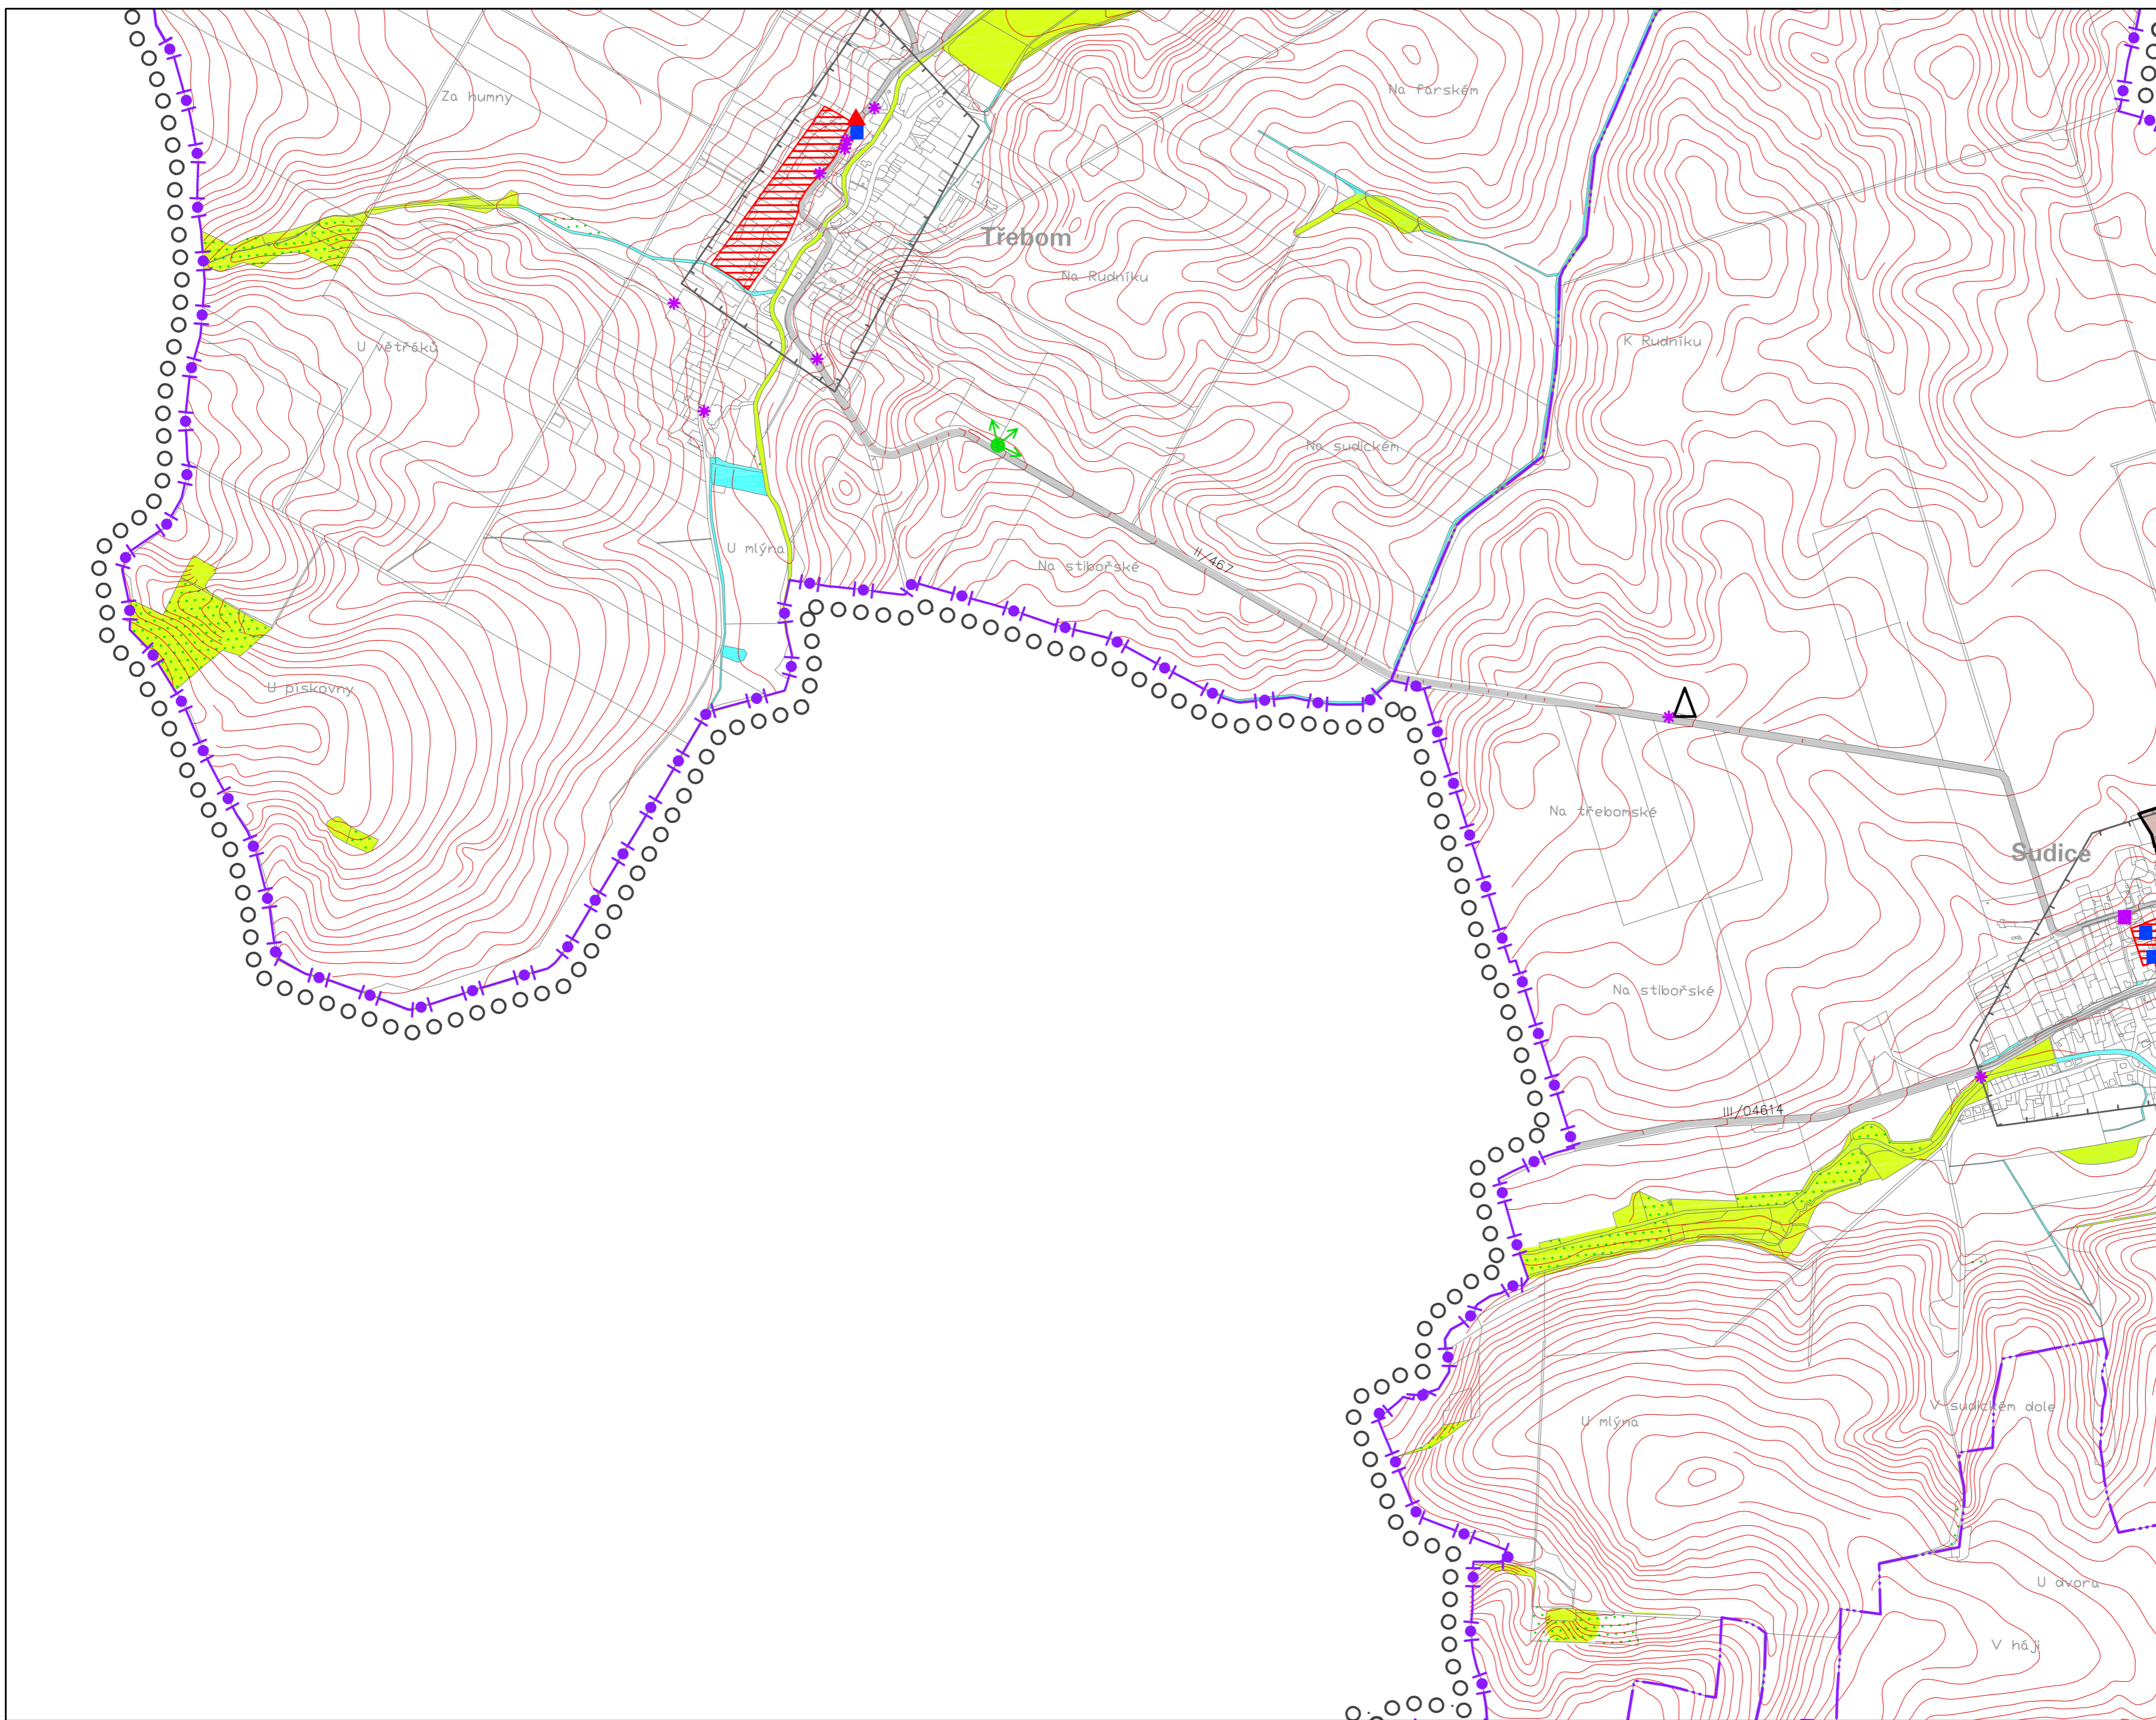 Na farském
Za humny
Třebom
Na Rudníku
K Rudníku
U větřáků
Na sudickém
U mlýna
II/467
Na stibořské
U pískovny
Na třebomské
Sudice
Na stibořské
III/04614
V sudickém dole
U mlýna
U dvora
V háji